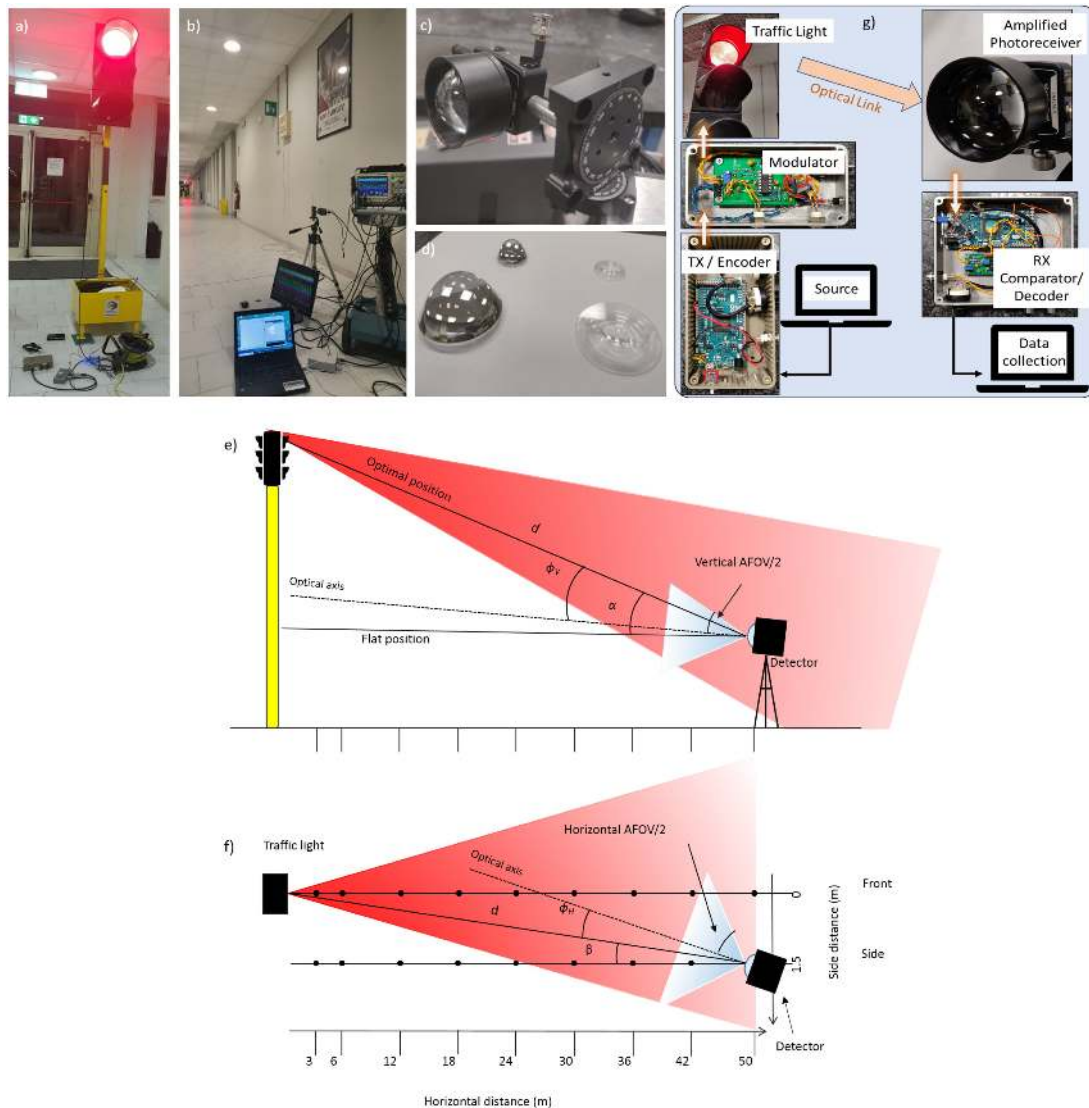 a)
b)
c)
d)
g)
Traffic Light
Optical Link
Amplified
Photoreceiver
Modulator
TX / Encoder
Source
RX
Comparator/
Decoder
Data
collection
e)
Optimal position
d
ϕv
α
Vertical AFOV/2
Optical axis
Flat position
Detector
f)
Traffic light
Horizontal AFOV/2
Optical axis
d
ϕH
β
Front
Side
0
1.5
Side distance (m)
Detector
3 6 12 18 24 30 36 42 50
Horizontal distance (m)